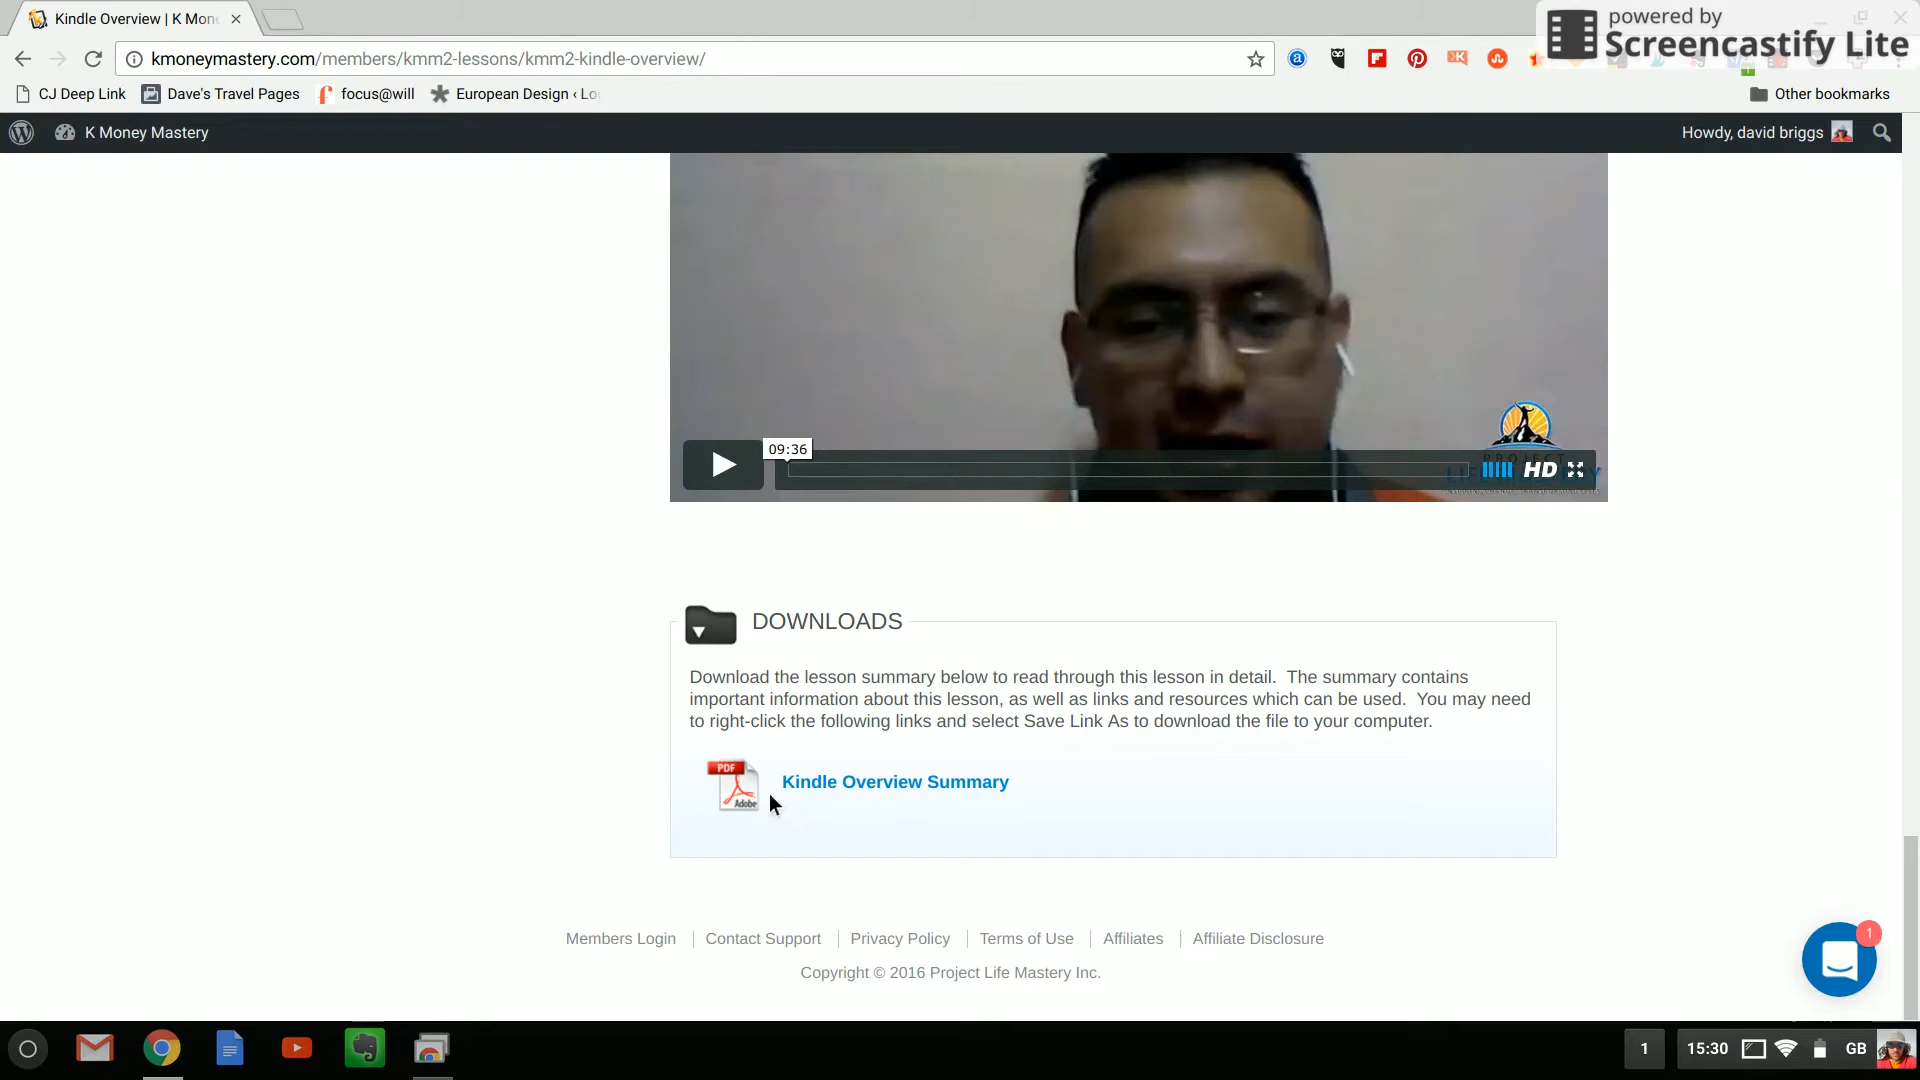 Kindle Overview | K Mon
powered by
Screencastify Lite
kmoneymastery.com/members/kmm2-lessons/kmm2-kindle-overview/
CJ Deep Link
Dave's Travel Pages
focus@will
European Design ‹ Lo
Other bookmarks
K Money Mastery
Howdy, david briggs
PROJECT
09:36
HD
DOWNLOADS
Download the lesson summary below to read through this lesson in detail. The summary contains
important information about this lesson, as well as links and resources which can be used. You may need
to right-click the following links and select Save Link As to download the file to your computer.
PDF
Adobe
Kindle Overview Summary
Members Login
Contact Support
Privacy Policy
Terms of Use
Affiliates
Affiliate Disclosure
Copyright © 2016 Project Life Mastery Inc.
1
1
15:30
GB